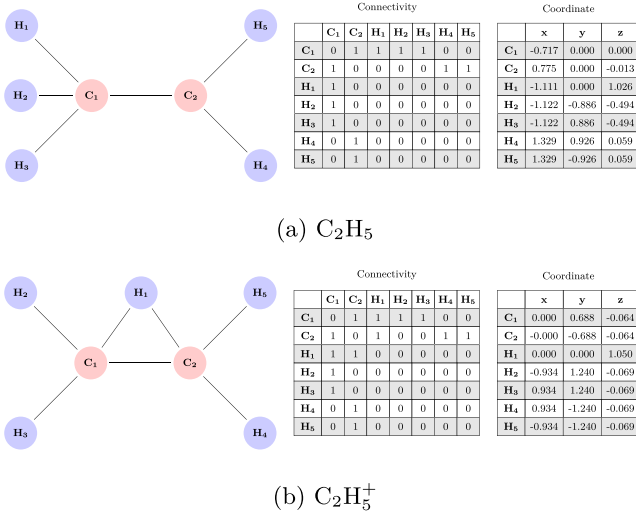 H₁
H₅
H₂
C₁
C₂
H₃
H₄
Connectivity
C₁ C₂ H₁ H₂ H₃ H₄ H₅
C₁ 0 1 1 1 1 0 0
C₂ 1 0 0 0 0 1 1
H₁ 1 0 0 0 0 0 0
H₂ 1 0 0 0 0 0 0
H₃ 1 0 0 0 0 0 0
H₄ 0 1 0 0 0 0 0
H₅ 0 1 0 0 0 0 0
Coordinate
x y z
C₁ -0.717 0.000 0.000
C₂ 0.775 0.000 -0.013
H₁ -1.111 0.000 1.026
H₂ -1.122 -0.886 -0.494
H₃ -1.122 0.886 -0.494
H₄ 1.329 0.926 0.059
H₅ 1.329 -0.926 0.059
(a) C₂H₅
H₂
H₁
H₅
C₁
C₂
H₃
H₄
Connectivity
C₁ C₂ H₁ H₂ H₃ H₄ H₅
C₁ 0 1 1 1 1 0 0
C₂ 1 0 1 0 0 1 1
H₁ 1 1 0 0 0 0 0
H₂ 1 0 0 0 0 0 0
H₃ 1 0 0 0 0 0 0
H₄ 0 1 0 0 0 0 0
H₅ 0 1 0 0 0 0 0
Coordinate
x y z
C₁ 0.000 0.688 -0.064
C₂ -0.000 -0.688 -0.064
H₁ 0.000 0.000 1.050
H₂ -0.934 1.240 -0.069
H₃ 0.934 1.240 -0.069
H₄ 0.934 -1.240 -0.069
H₅ -0.934 -1.240 -0.069
(b) C₂H₅⁺